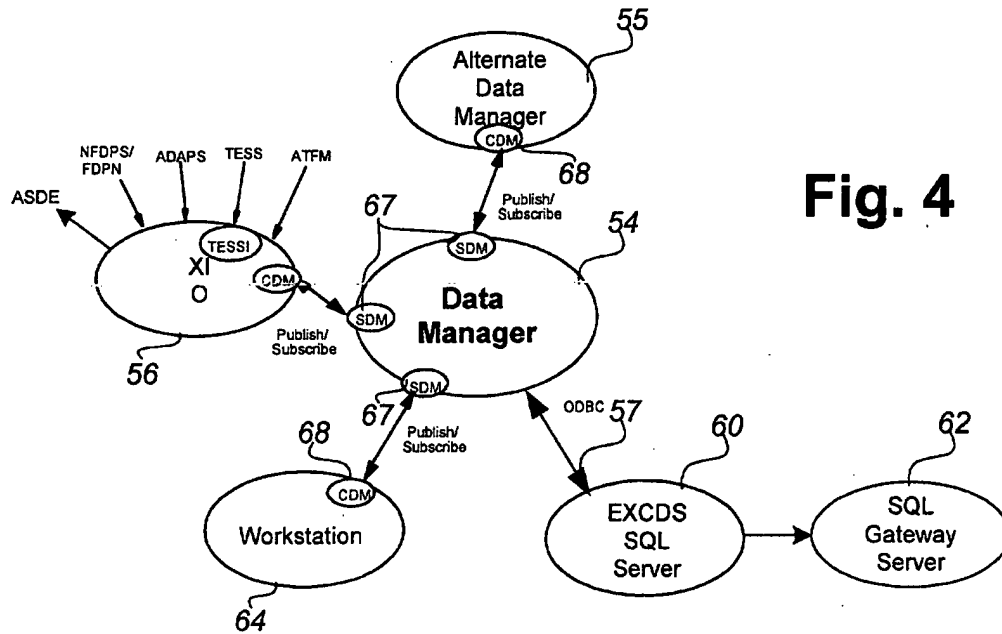 55
Alternate
Data
Manager
CDM
68
Publish/
Subscribe
Fig. 4
NFDPS/
FDPN
ADAPS
TESS
ATFM
ASDE
TESSI
XI
O
CDM
56
67
SDM
54
Data
Manager
SDM
Publish/
Subscribe
SDM
67
Publish/
Subscribe
68
CDM
Workstation
64
ODBC
57
60
EXCDS
SQL
Server
62
SQL
Gateway
Server